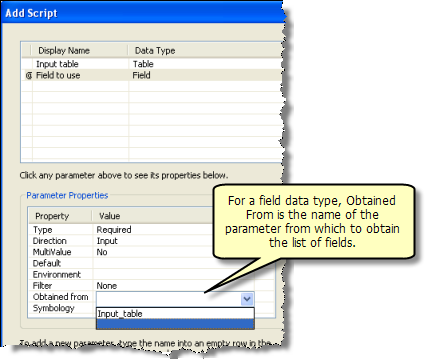 Add Script
Display Name Data Type
Input table Table
Field to use Field
Click any parameter above to see its properties below.
Parameter Properties
Property Value
Type Required
Direction Input
MultiValue No
Default
Environment
Filter None
Obtained from
Symbology
Input_table
For a field data type, Obtained
From is the name of the
parameter from which to obtain
the list of fields.
To add a new parameter, type the name into an empty row in the